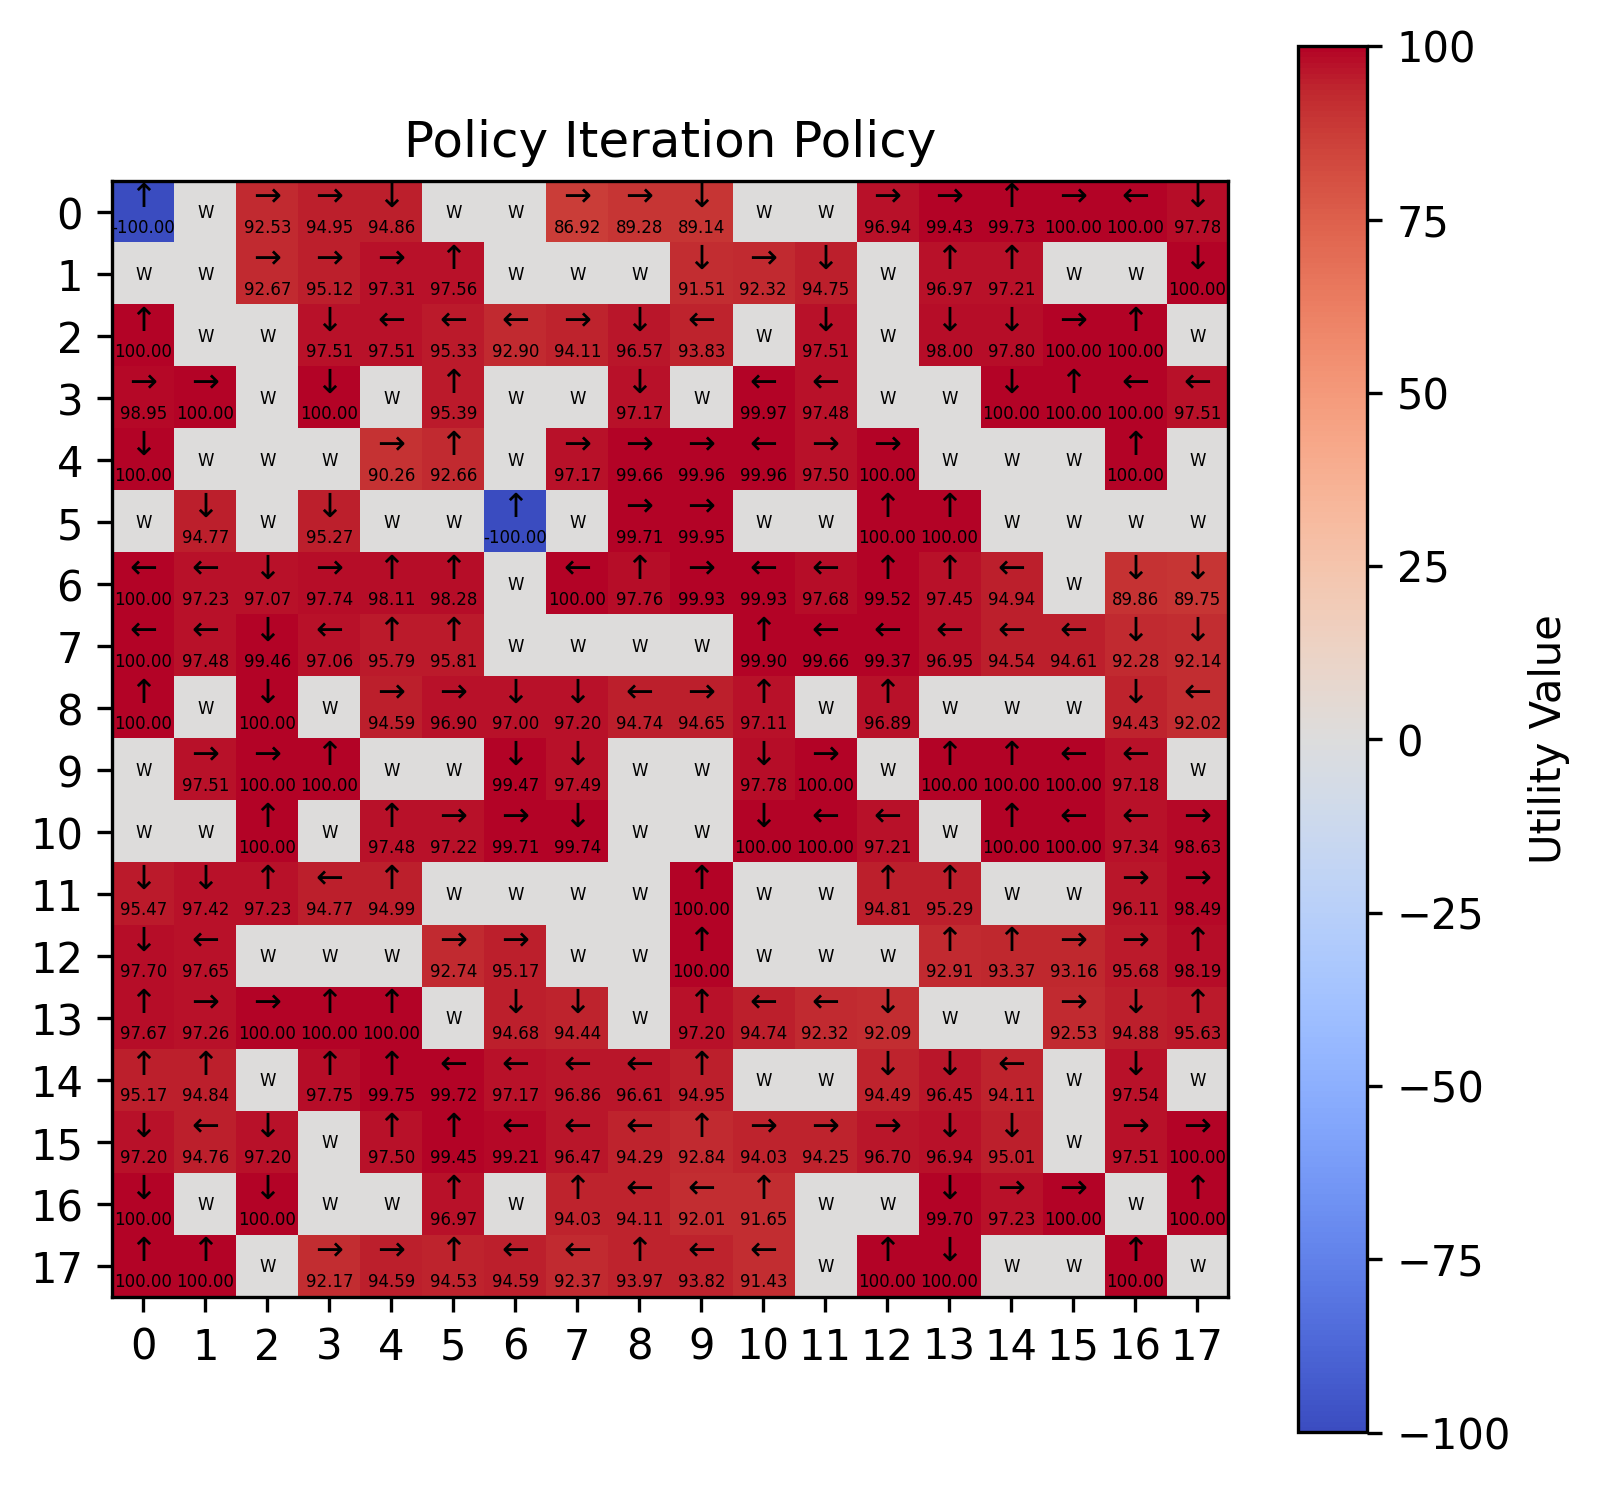 Policy Iteration Policy
0 ↑ -100.00 W → 92.53 → 94.95 ↓ 94.86 W W → 86.92 → 89.28 ↓ 89.14 W W → 96.94 → 99.43 ↑ 99.73 → 100.00 ← 100.00 ↓ 97.78
1 W W → 92.67 → 95.12 → 97.31 ↑ 97.56 W W W ↓ 91.51 → 92.32 ↓ 94.75 W ↑ 96.97 ↑ 97.21 W W ↓ 100.00
2 ↑ 100.00 W W ↓ 97.51 ← 97.51 ← 95.33 ← 92.90 → 94.11 ↓ 96.57 ← 93.83 W ↓ 97.51 W ↓ 98.00 ↓ 97.80 → 100.00 ↑ 100.00 W
3 → 98.95 → 100.00 W ↓ 100.00 W ↑ 95.39 W W ↓ 97.17 W ← 99.97 ← 97.48 W W ↓ 100.00 ↑ 100.00 ← 100.00 ← 97.51
4 ↓ 100.00 W W W → 90.26 ↑ 92.66 W → 97.17 → 99.66 → 99.96 ← 99.96 → 97.50 → 100.00 W W W ↑ 100.00 W
5 W ↓ 94.77 W ↓ 95.27 W W ↑ -100.00 W → 99.71 → 99.95 W W ↑ 100.00 ↑ 100.00 W W W W
6 ← 100.00 ← 97.23 ↓ 97.07 → 97.74 ↑ 98.11 ↑ 98.28 W ← 100.00 ↑ 97.76 → 99.93 ← 99.93 ← 97.68 ↑ 99.52 ↑ 97.45 ← 94.94 W ↓ 89.86 ↓ 89.75
7 ← 100.00 ← 97.48 ↓ 99.46 ← 97.06 ↑ 95.79 ↑ 95.81 W W W W ↑ 99.90 ← 99.66 ← 99.37 ← 96.95 ← 94.54 ← 94.61 ↓ 92.28 ↓ 92.14
8 ↑ 100.00 W ↓ 100.00 W → 94.59 → 96.90 ↓ 97.00 ↓ 97.20 ← 94.74 → 94.65 ↑ 97.11 W ↑ 96.89 W W W ↓ 94.43 ← 92.02
9 W → 97.51 → 100.00 ↑ 100.00 W W ↓ 99.47 ↓ 97.49 W W ↓ 97.78 → 100.00 W ↑ 100.00 ↑ 100.00 ← 100.00 ← 97.18 W
10 W W ↑ 100.00 W ↑ 97.48 → 97.22 → 99.71 ↓ 99.74 W W ↓ 100.00 ← 100.00 ← 97.21 W ↑ 100.00 ← 100.00 ← 97.34 → 98.63
11 ↓ 95.47 ↓ 97.42 ↑ 97.23 ← 94.77 ↑ 94.99 W W W W ↑ 100.00 W W ↑ 94.81 ↑ 95.29 W W → 96.11 → 98.49
12 ↓ 97.70 ← 97.65 W W W → 92.74 → 95.17 W W ↑ 100.00 W W W ↑ 92.91 ↑ 93.37 → 93.16 → 95.68 ↑ 98.19
13 ↑ 97.67 → 97.26 → 100.00 ↑ 100.00 ↑ 100.00 W ↓ 94.68 ↓ 94.44 W ↑ 97.20 ← 94.74 ← 92.32 ↓ 92.09 W W → 92.53 ↓ 94.88 ↑ 95.63
14 ↑ 95.17 ↑ 94.84 W ↑ 97.75 ↑ 99.75 ← 99.72 ← 97.17 ← 96.86 ← 96.61 ↑ 94.95 W W ↓ 94.49 ↓ 96.45 ← 94.11 W ↓ 97.54 W
15 ↓ 97.20 ← 94.76 ↓ 97.20 W ↑ 97.50 ↑ 99.45 ← 99.21 ← 96.47 ← 94.29 ↑ 92.84 → 94.03 → 94.25 → 96.70 ↓ 96.94 ↓ 95.01 W → 97.51 → 100.00
16 ↓ 100.00 W ↓ 100.00 W W ↑ 96.97 W ↑ 94.03 ← 94.11 ← 92.01 ↑ 91.65 W W ↓ 99.70 → 97.23 → 100.00 W ↑ 100.00
17 ↑ 100.00 ↑ 100.00 W → 92.17 → 94.59 ↑ 94.53 ← 94.59 ← 92.37 ↑ 93.97 ← 93.82 ← 91.43 W ↑ 100.00 ↓ 100.00 W W ↑ 100.00 W
0 1 2 3 4 5 6 7 8 9 10 11 12 13 14 15 16 17
100
75
50
25
0
−25
−50
−75
−100
Utility Value